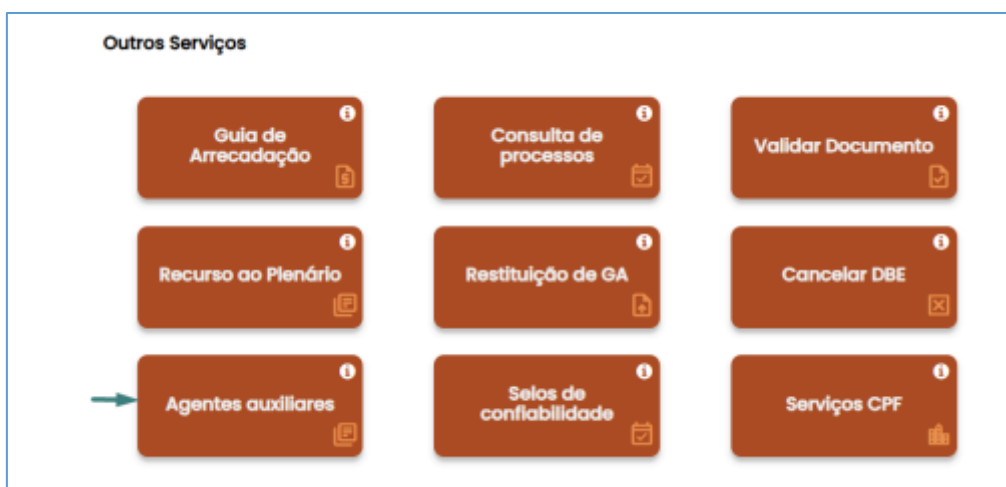 Outros Serviços
Guia de
Arrecadação
Consulta de
processos
Validar Documento
Recurso ao Plenário
Restituição de GA
Cancelar DBE
Agentes auxiliares
Selos de
confiabilidade
Serviços CPF